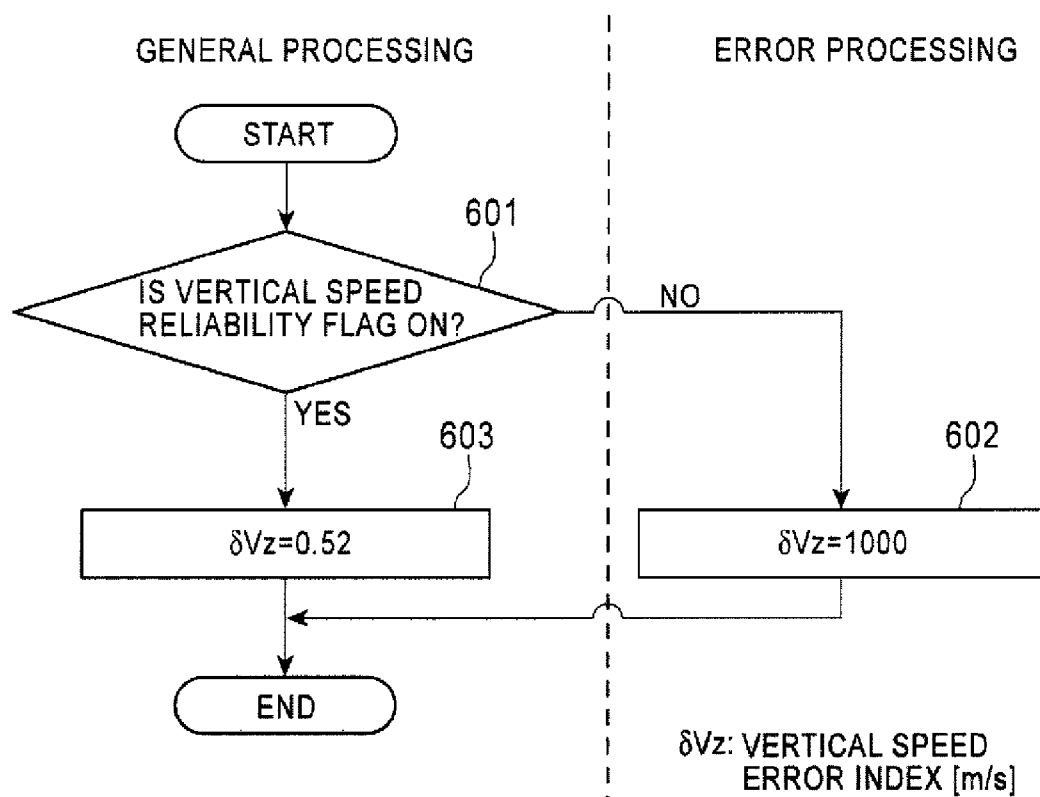 GENERAL PROCESSING
ERROR PROCESSING
START
601
IS VERTICAL SPEED
RELIABILITY FLAG ON?
NO
YES
603
602
δVz=0.52
δVz=1000
END
δVz: VERTICAL SPEED
ERROR INDEX [m/s]